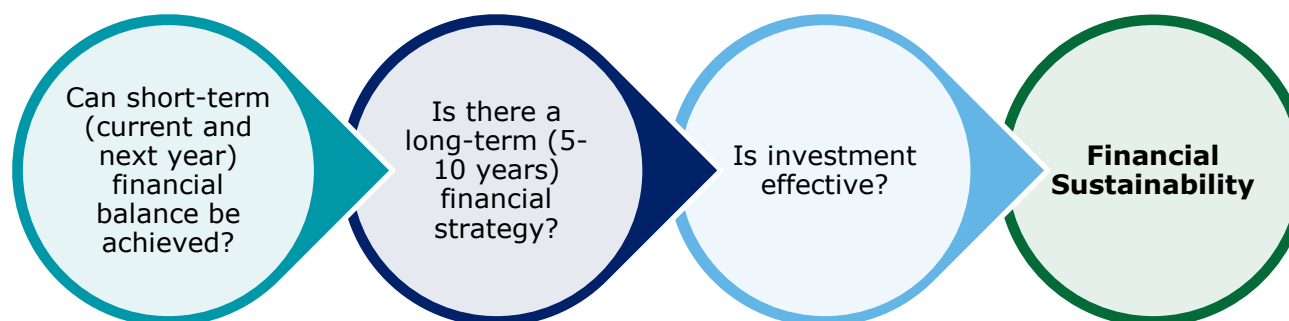 Can short-term
(current and
next year)
financial
balance be
achieved?
Is there a
long-term (5-
10 years)
financial
strategy?
Is investment
effective?
Financial
Sustainability